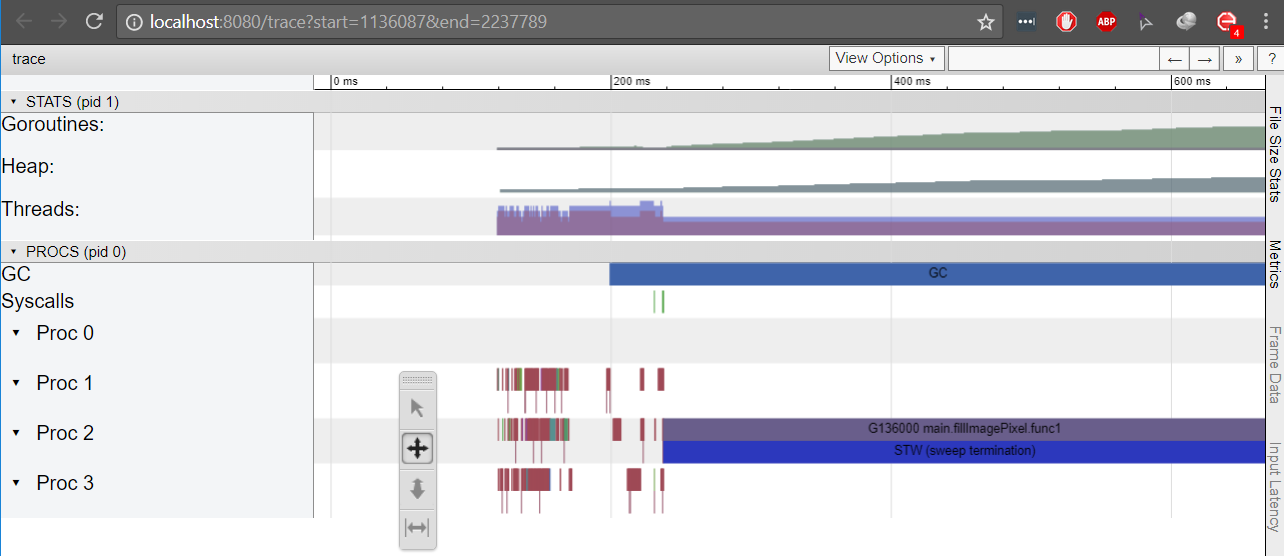 localhost:8080/trace?start=1136087&end=2237789
ABP
4
trace
View Options ▾
← → » ?
0 ms 200 ms 400 ms 600 ms
▾ STATS (pid 1)
Goroutines:
Heap:
Threads:
▾ PROCS (pid 0)
GC GC
Syscalls
▾ Proc 0
▾ Proc 1
▾ Proc 2 G136000 main.fillImagePixel.func1
STW (sweep termination)
▾ Proc 3
File Size Stats
Metrics
Frame Data
Input Latency